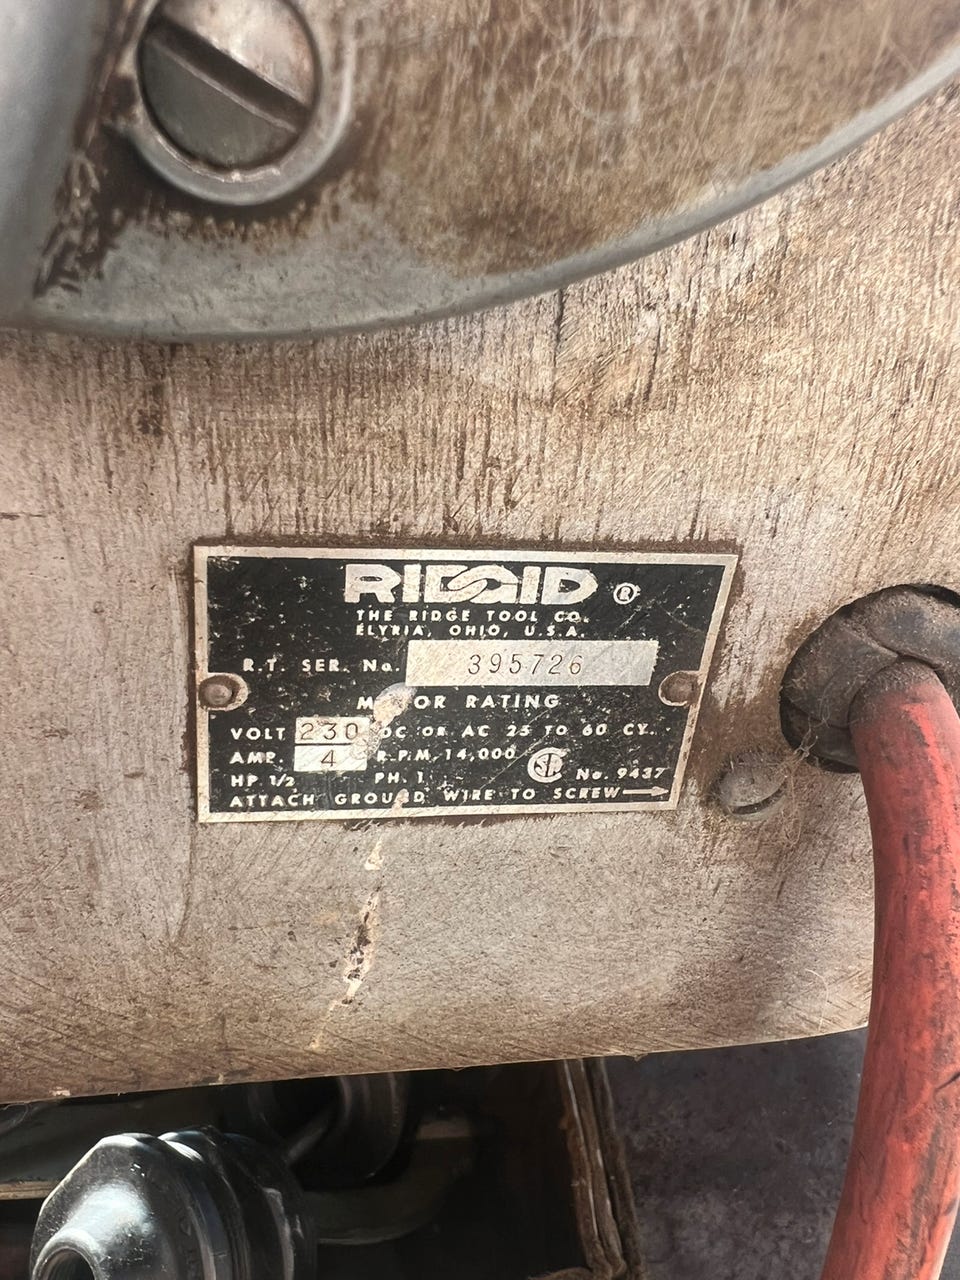 RIDGID ®
THE RIDGE TOOL CO.
ELYRIA, OHIO, U.S.A.
R.T. SER. No. 395726
MOTOR RATING
VOLT 230 DC OR AC 25 TO 60 CY.
AMP. 4 R.P.M. 14,000
HP 1/2 PH. 1 No. 9437
ATTACH GROUND WIRE TO SCREW